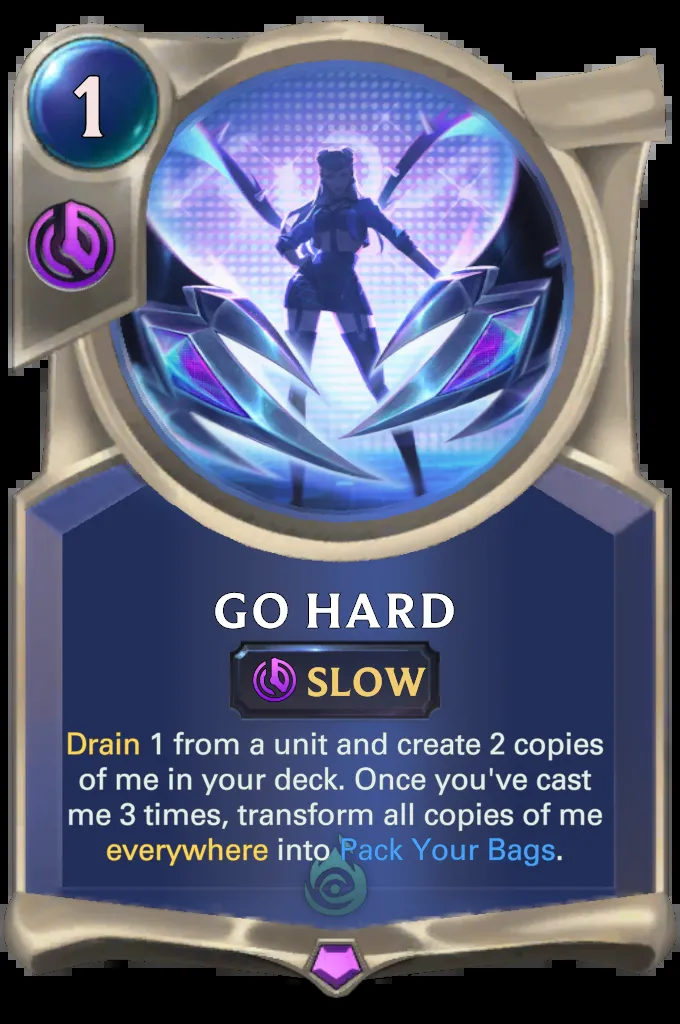 1
GO HARD
SLOW
Drain 1 from a unit and create 2 copies
of me in your deck. Once you've cast
me 3 times, transform all copies of me
everywhere into Pack Your Bags.